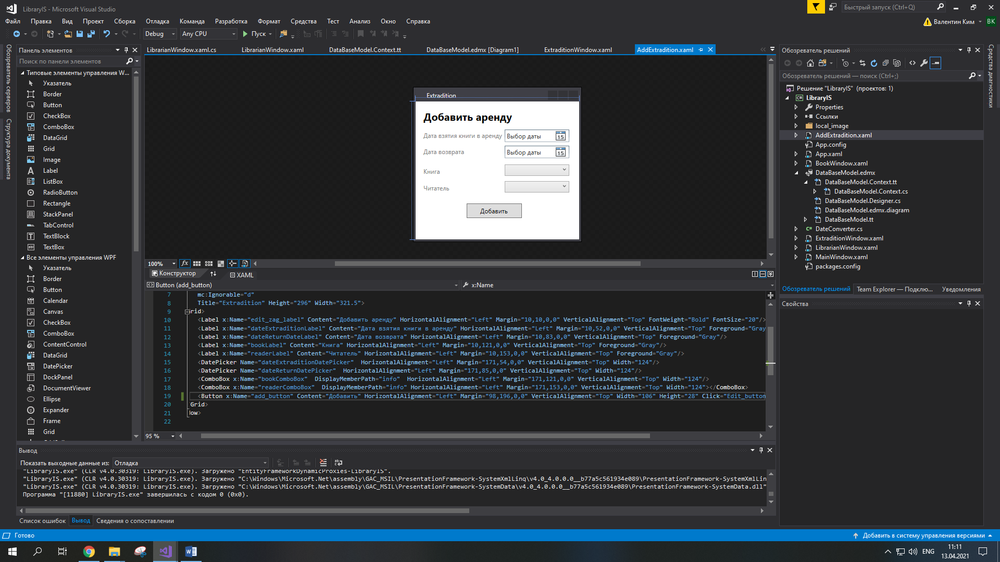 LibraryIS - Microsoft Visual Studio
Быстрый запуск (Ctrl+Q)
Файл Правка Вид Проект Сборка Отладка Команда Разработка Формат Средства Тест Анализ Окно Справка
Валентин Ким ВК
Debug Any CPU Пуск
Обозреватель серверов
Структура документа
Панель элементов
Поиск по панели элементов
Типовые элементы управления W...
Указатель
Border
Button
CheckBox
ComboBox
DataGrid
Grid
Image
Label
ListBox
RadioButton
Rectangle
StackPanel
TabControl
TextBlock
TextBox
Все элементы управления WPF
Указатель
Border
Button
Calendar
Canvas
CheckBox
ComboBox
ContentControl
DataGrid
DatePicker
DockPanel
DocumentViewer
Ellipse
Expander
Frame
Grid
LibrarianWindow.xaml.cs LibrarianWindow.xaml DataBaseModel.Context.tt DataBaseModel.edmx [Diagram1] ExtraditionWindow.xaml AddExtradition.xaml
Extradition
Добавить аренду
Дата взятия книги в аренду Выбор даты 15
Дата возврата Выбор даты 15
Книга
Читатель
Добавить
100%
Конструктор XAML
Button (add_button) x:Name
7 mc:Ignorable="d"
8 Title="Extradition" Height="296" Width="321.5">
9 rid>
10 <Label x:Name="edit_zag_label" Content="Добавить аренду" HorizontalAlignment="Left" Margin="10,10,0,0" VerticalAlignment="Top" FontWeight="Bold" FontSize="20"/>
11 <Label x:Name="dateExtraditionLabel" Content="Дата взятия книги в аренду" HorizontalAlignment="Left" Margin="10,52,0,0" VerticalAlignment="Top" Foreground="Gray
12 <Label x:Name="dateReturnDateLabel" Content="Дата возврата" HorizontalAlignment="Left" Margin="10,83,0,0" VerticalAlignment="Top" Foreground="Gray"/>
13 <Label x:Name="bookLabel" Content="Книга" HorizontalAlignment="Left" Margin="10,121,0,0" VerticalAlignment="Top" Foreground="Gray"/>
14 <Label x:Name="readerLabel" Content="Читатель" HorizontalAlignment="Left" Margin="10,153,0,0" VerticalAlignment="Top" Foreground="Gray"/>
15 <DatePicker Name="dateExtraditionDatePicker" HorizontalAlignment="Left" Margin="171,54,0,0" VerticalAlignment="Top" Width="124"/>
16 <DatePicker Name="dateReturnDatePicker" HorizontalAlignment="Left" Margin="171,85,0,0" VerticalAlignment="Top" Width="124"/>
17 <ComboBox x:Name="bookComboBox" DisplayMemberPath="info" HorizontalAlignment="Left" Margin="171,121,0,0" VerticalAlignment="Top" Width="124"/>
18 <ComboBox x:Name="readerComboBox" DisplayMemberPath="info" HorizontalAlignment="Left" Margin="171,153,0,0" VerticalAlignment="Top" Width="124"></ComboBox>
19 <Button x:Name="add_button" Content="Добавить" HorizontalAlignment="Left" Margin="98,196,0,0" VerticalAlignment="Top" Width="106" Height="28" Click="Edit_button
20 Grid>
21 low>
22
95 %
Вывод
Показать выходные данные из: Отладка
"LibraryIS.exe" (CLR v4.0.30319: LibraryIS.exe). Загружено "EntityFrameworkDynamicProxies-LibraryIS".
"LibraryIS.exe" (CLR v4.0.30319: LibraryIS.exe). Загружено "C:\Windows\Microsoft.Net\assembly\GAC_MSIL\PresentationFramework-SystemXmlLinq\v4.0_4.0.0.0__b77a5c561934e089\PresentationFramework-SystemXmlLin
"LibraryIS.exe" (CLR v4.0.30319: LibraryIS.exe). Загружено "C:\Windows\Microsoft.Net\assembly\GAC_MSIL\PresentationFramework-SystemData\v4.0_4.0.0.0__b77a5c561934e089\PresentationFramework-SystemData.dll"
Программа "[11880] LibraryIS.exe" завершилась с кодом 0 (0x0).
Список ошибок Вывод Сведения о сопоставлении
Обозреватель решений
Обозреватель решений — поиск (Ctrl+;)
Решение "LibraryIS" (проектов: 1)
LibraryIS
Properties
Ссылки
local_image
AddExtradition.xaml
App.config
App.xaml
BookWindow.xaml
DataBaseModel.edmx
DataBaseModel.Context.tt
DataBaseModel.Context.cs
DataBaseModel.Designer.cs
DataBaseModel.edmx.diagram
DataBaseModel.tt
DateConverter.cs
ExtraditionWindow.xaml
LibrarianWindow.xaml
MainWindow.xaml
packages.config
Обозреватель решений Team Explorer — Подклю... Уведомления
Свойства
Средства диагностики
Готово
Добавить в систему управления версиями
ENG
11:11
13.04.2021